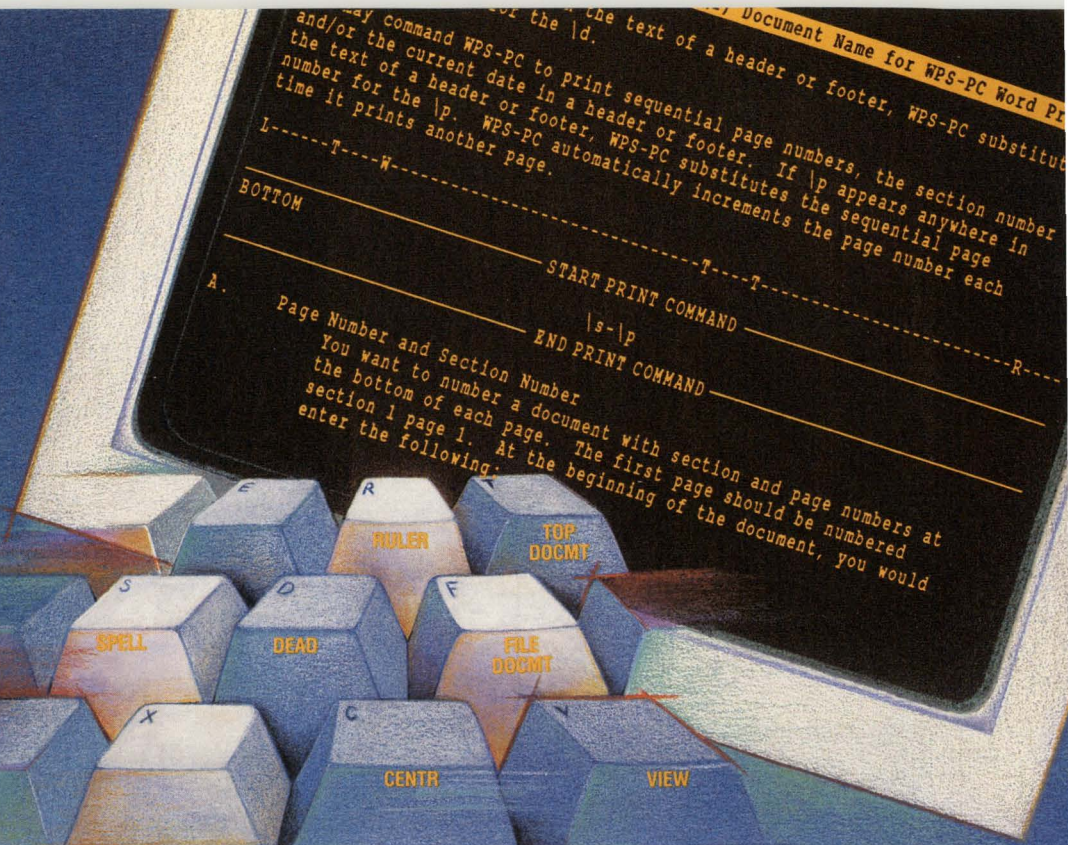 Document Name for WPS-PC Word Pr
the text of a header or footer, WPS-PC substitut
for the \d.
may command WPS-PC to print sequential page numbers, the section number
and/or the current date in a header or footer. If \p appears anywhere in
the text of a header or footer, WPS-PC substitutes the sequential page
number for the \p. WPS-PC automatically increments the page number each
time it prints another page.
L------T----W----------------------------T----T-----------------------R----
BOTTOM
START PRINT COMMAND
\s-\p
END PRINT COMMAND
A. Page Number and Section Number
You want to number a document with section and page numbers at
the bottom of each page. The first page should be numbered
section 1 page 1. At the beginning of the document, you would
enter the following:
E
R
RULER
TOP
DOCMT
S
SPELL
D
DEAD
F
FILE
DOCMT
X
C
CENTR
V
VIEW